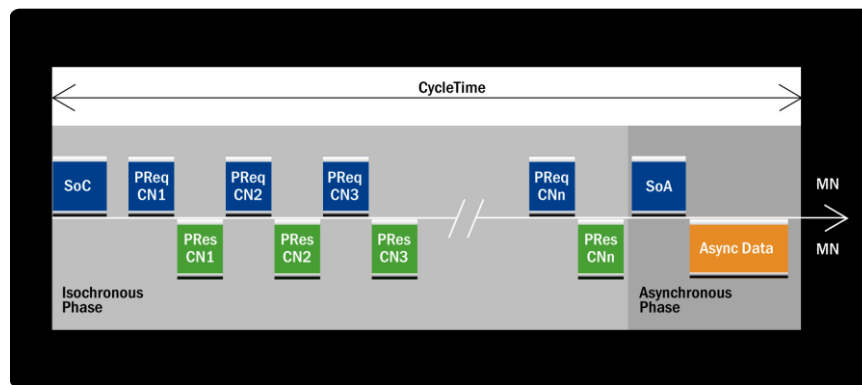 CycleTime
SoC
PReq
CN1
PReq
CN2
PReq
CN3
PReq
CNn
SoA
MN
PRes
CN1
PRes
CN2
PRes
CN3
PRes
CNn
Async Data
MN
Isochronous
Phase
Asynchronous
Phase